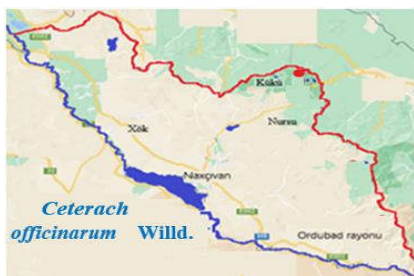 Kükü
Nursu
Xok
Naxçıvan
Ceterach
officinarum Willd.
Ordubad rayonu